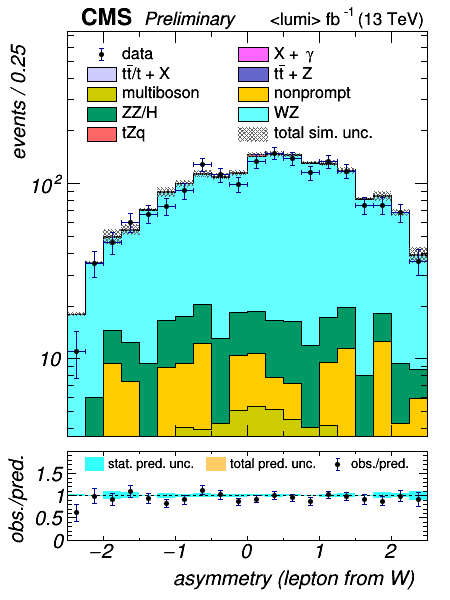 CMS Preliminary <lumi> fb⁻¹ (13 TeV)
events / 0.25
data
X + γ
tt̄/t + X
tt̄ + Z
multiboson
nonprompt
ZZ/H
WZ
tZq
total sim. unc.
10²
10
obs./pred.
stat. pred. unc. total pred. unc. obs./pred.
1.5
1
0.5
0
−2 −1 0 1 2
asymmetry (lepton from W)